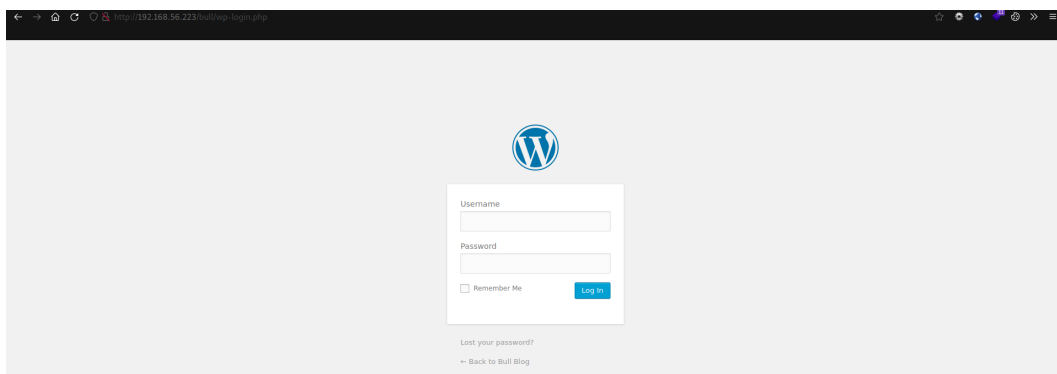 http://192.168.56.223/bull/wp-login.php
Username
Password
Remember Me
Log In
Lost your password?
← Back to Bull Blog